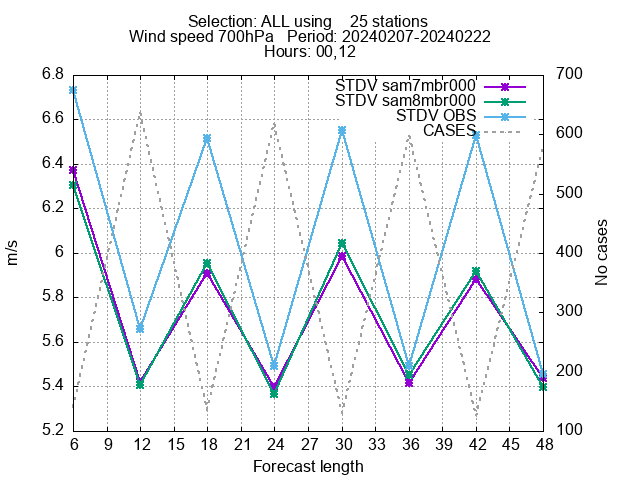 Selection: ALL using 25 stations
Wind speed 700hPa Period: 20240207-20240222
Hours: 00,12
STDV sam7mbr000
STDV sam8mbr000
STDV OBS
CASES
m/s
6.8
6.6
6.4
6.2
6
5.8
5.6
5.4
5.2
700
600
500
400
300
200
100
No cases
6 9 12 15 18 21 24 27 30 33 36 39 42 45 48
Forecast length